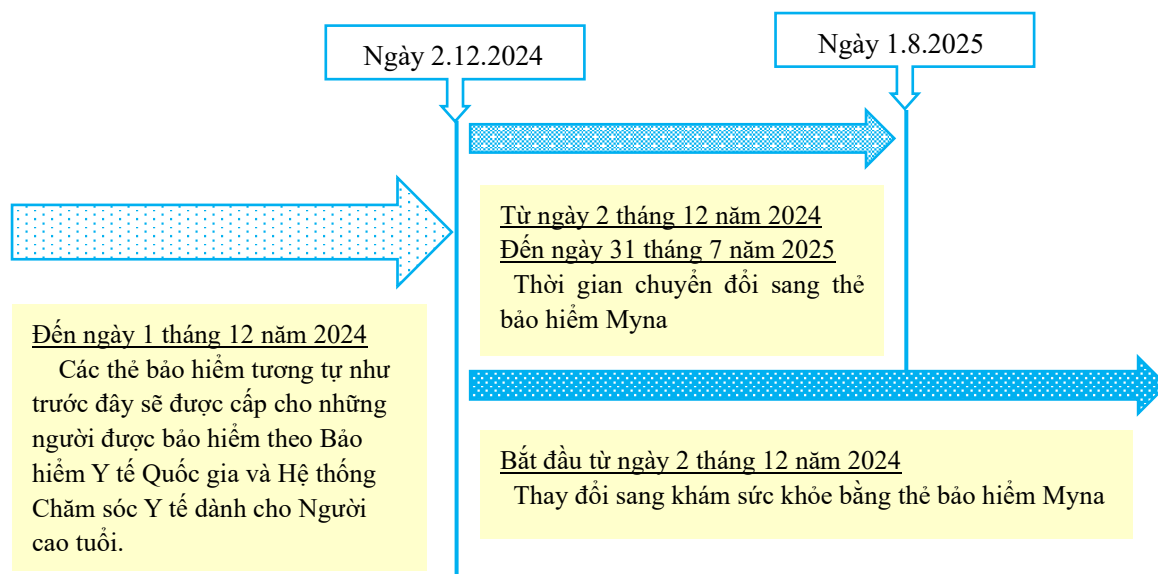 Ngày 2.12.2024
Ngày 1.8.2025
Đến ngày 1 tháng 12 năm 2024
Các thẻ bảo hiểm tương tự như
trước đây sẽ được cấp cho những
người được bảo hiểm theo Bảo
hiểm Y tế Quốc gia và Hệ thống
Chăm sóc Y tế dành cho Người
cao tuổi.
Từ ngày 2 tháng 12 năm 2024
Đến ngày 31 tháng 7 năm 2025
Thời gian chuyển đổi sang thẻ
bảo hiểm Myna
Bắt đầu từ ngày 2 tháng 12 năm 2024
Thay đổi sang khám sức khỏe bằng thẻ bảo hiểm Myna